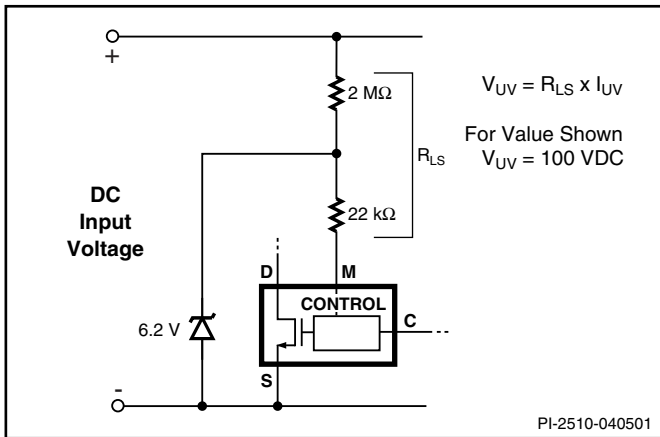 +
2 MΩ
V_UV = R_LS x I_UV
For Value Shown
V_UV = 100 VDC
R_LS
DC
Input
Voltage
22 kΩ
D
M
CONTROL
C
6.2 V
S
-
PI-2510-040501